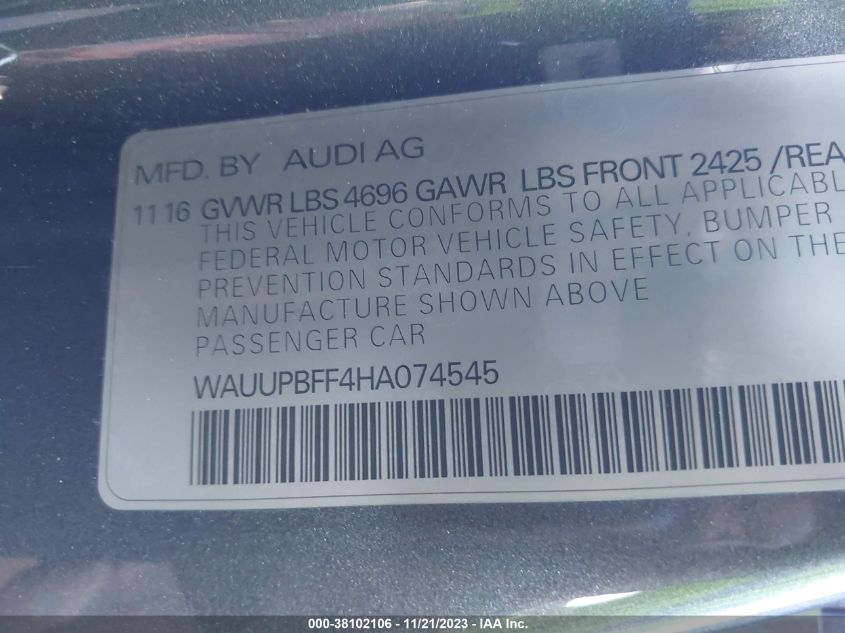 MFD. BY AUDI AG
11 16 GVWR LBS 4696 GAWR LBS FRONT 2425 /REA
THIS VEHICLE CONFORMS TO ALL APPLICABL
FEDERAL MOTOR VEHICLE SAFETY, BUMPER
PREVENTION STANDARDS IN EFFECT ON THE
MANUFACTURE SHOWN ABOVE
PASSENGER CAR
WAUUPBFF4HA074545
000-38102106 - 11/21/2023 - IAA Inc.